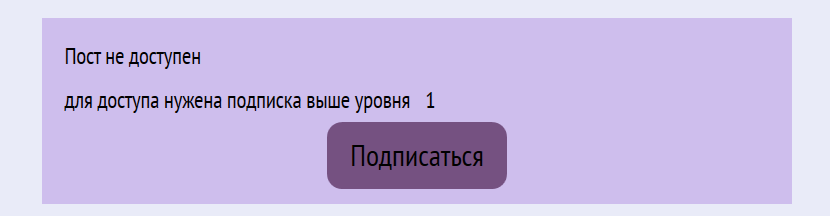 Пост не доступен
для доступа нужена подписка выше уровня 1
Подписаться